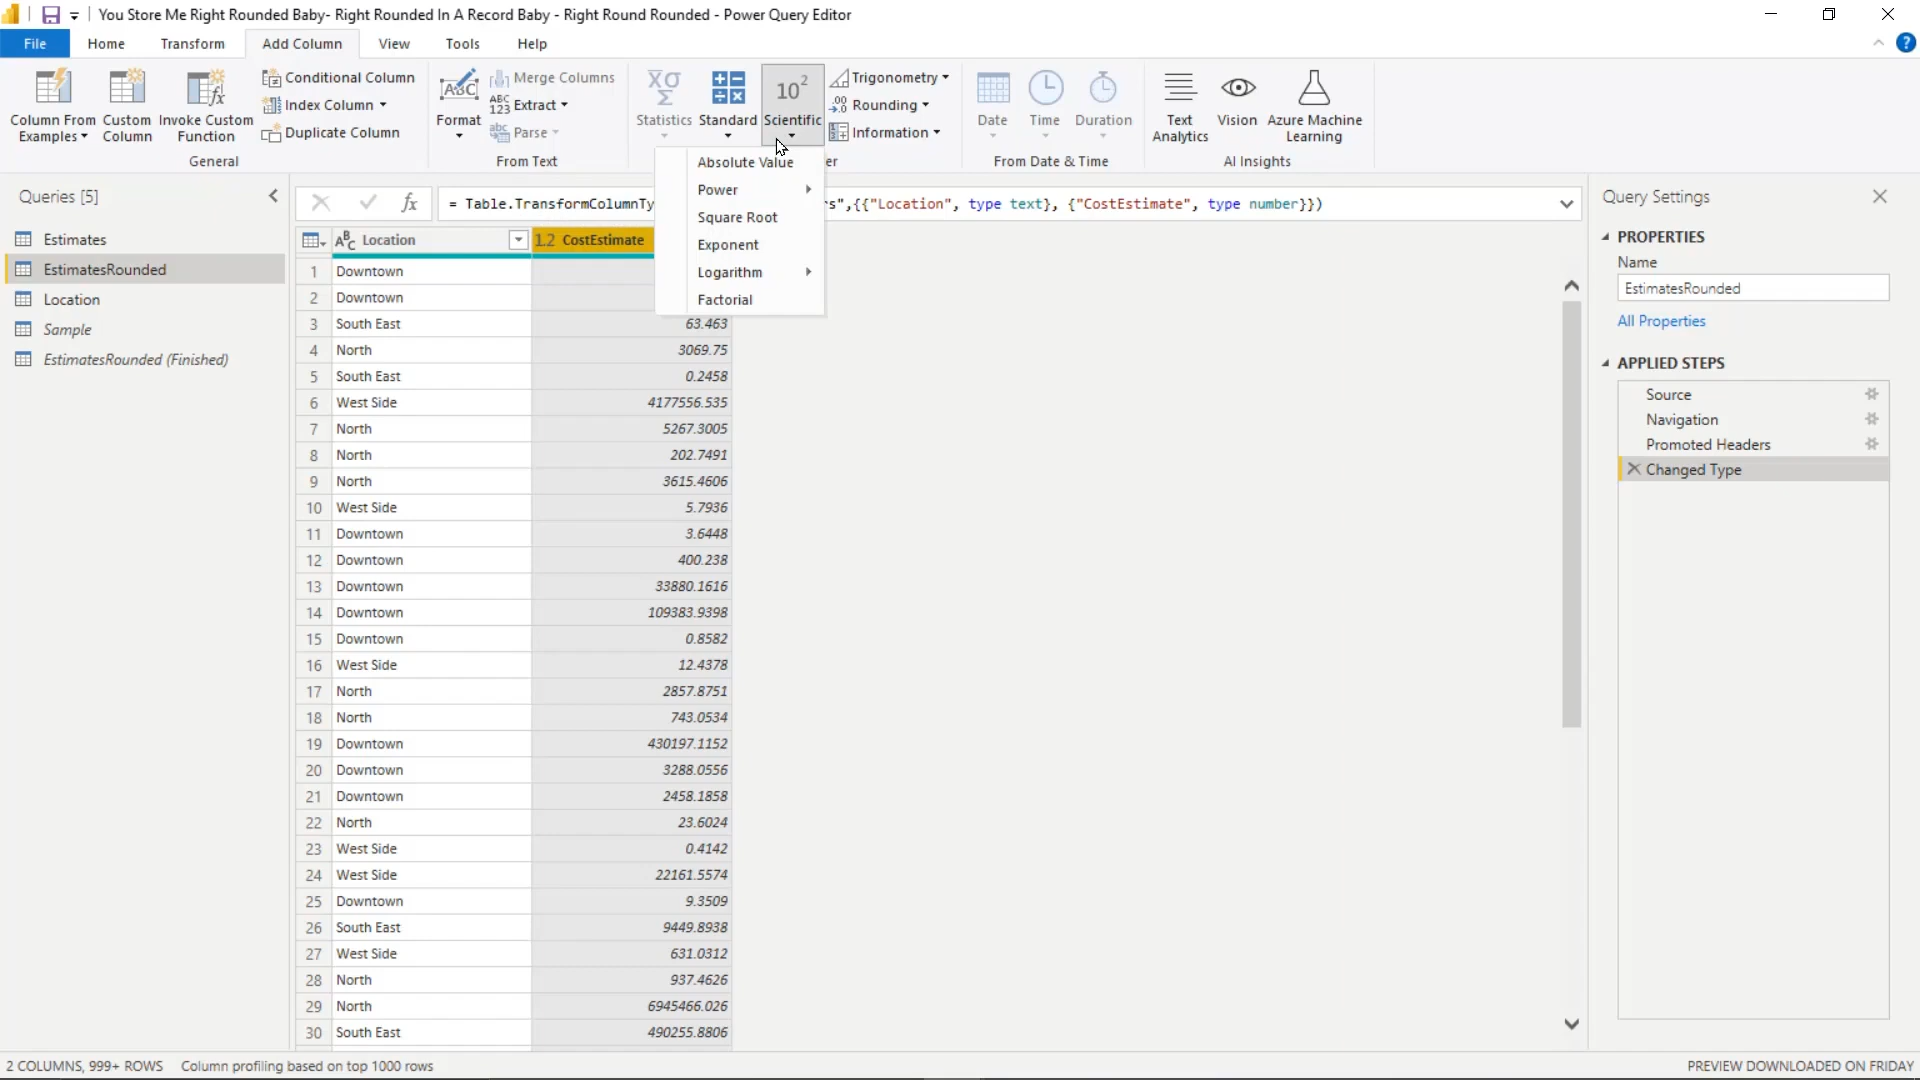 You Store Me Right Rounded Baby- Right Rounded In A Record Baby - Right Round Rounded - Power Query Editor
File Home Transform Add Column View Tools Help
Column From Examples
Custom Column
Invoke Custom Function
Conditional Column
Index Column
Duplicate Column
General
Format
Merge Columns
Extract
Parse
From Text
Statistics
Standard
Scientific
Trigonometry
Rounding
Information
er
Date
Time
Duration
From Date & Time
Text Analytics
Vision
Azure Machine Learning
AI Insights
Absolute Value
Power
Square Root
Exponent
Logarithm
Factorial
Queries [5]
Estimates
EstimatesRounded
Location
Sample
EstimatesRounded (Finished)
= Table.TransformColumnTy s",{{"Location", type text}, {"CostEstimate", type number}})
Location 1.2 CostEstimate
1 Downtown
2 Downtown
3 South East 63.463
4 North 3069.75
5 South East 0.2458
6 West Side 4177556.535
7 North 5267.3005
8 North 202.7491
9 North 3615.4606
10 West Side 5.7936
11 Downtown 3.6448
12 Downtown 400.238
13 Downtown 33880.1616
14 Downtown 109383.9398
15 Downtown 0.8582
16 West Side 12.4378
17 North 2857.8751
18 North 743.0534
19 Downtown 430197.1152
20 Downtown 3288.0556
21 Downtown 2458.1858
22 North 23.6024
23 West Side 0.4142
24 West Side 22161.5574
25 Downtown 9.3509
26 South East 9449.8938
27 West Side 631.0312
28 North 937.4626
29 North 6945466.026
30 South East 490255.8806
Query Settings
PROPERTIES
Name
EstimatesRounded
All Properties
APPLIED STEPS
Source
Navigation
Promoted Headers
Changed Type
2 COLUMNS, 999+ ROWS Column profiling based on top 1000 rows
PREVIEW DOWNLOADED ON FRIDAY